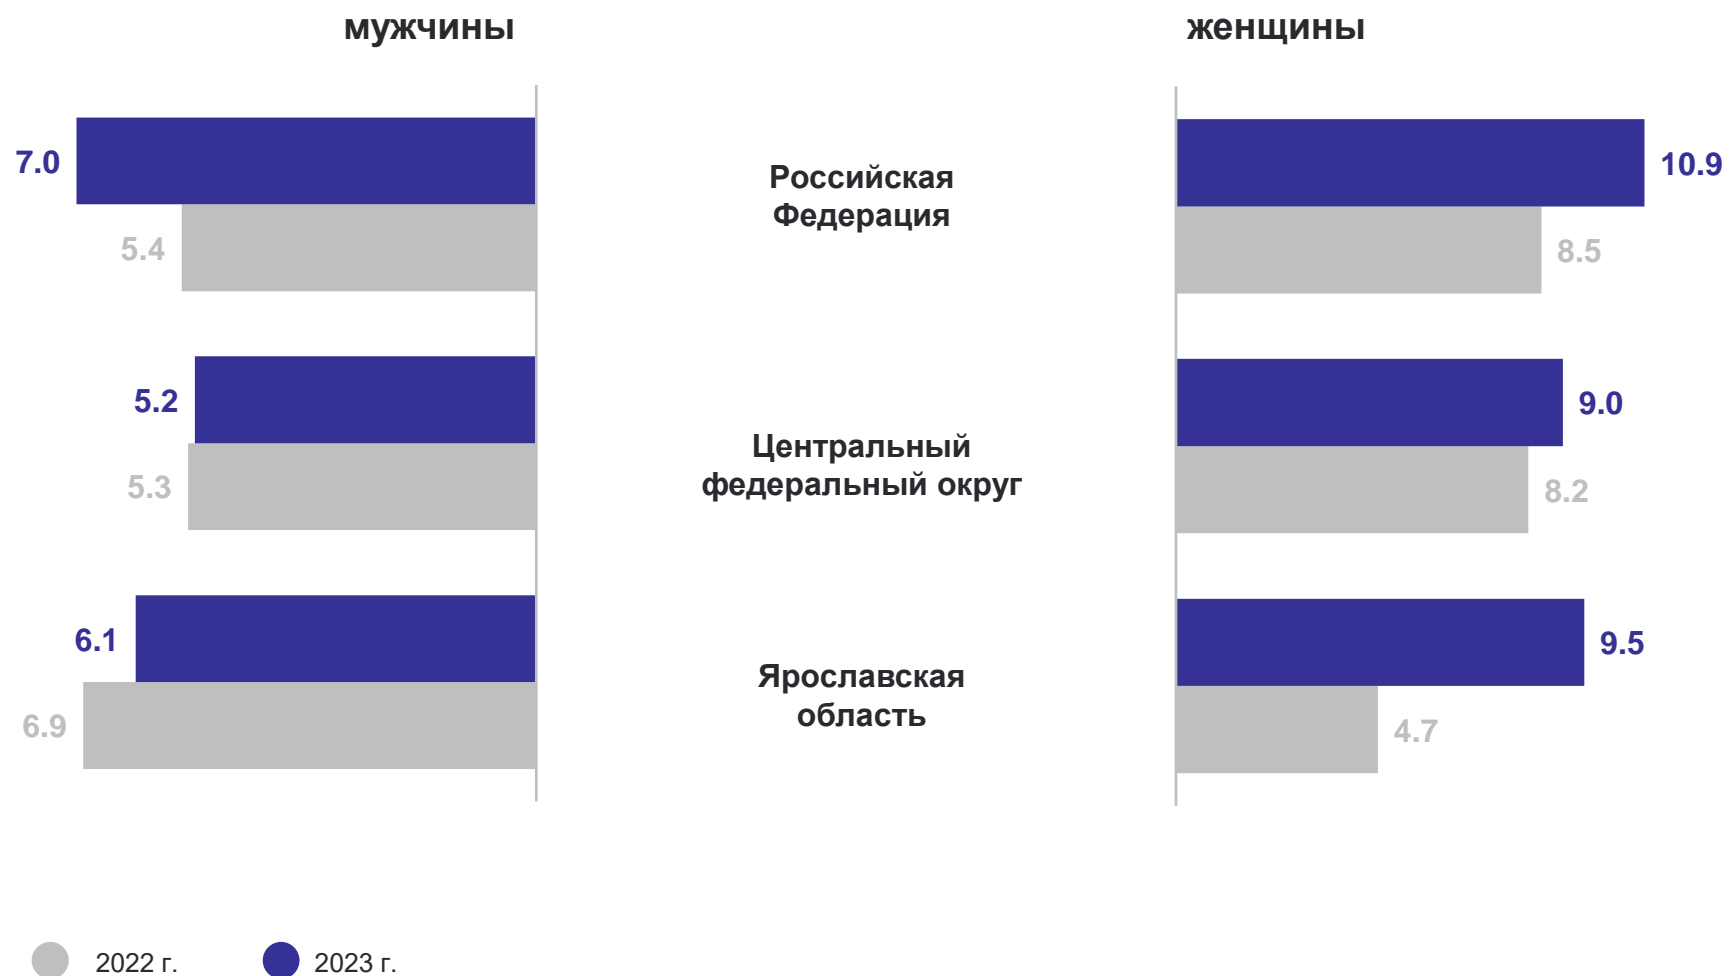 мужчины
женщины
7.0
Российская
Федерация
10.9
5.4
8.5
5.2
Центральный
федеральный округ
9.0
5.3
8.2
6.1
Ярославская
область
9.5
6.9
4.7
2022 г.
2023 г.